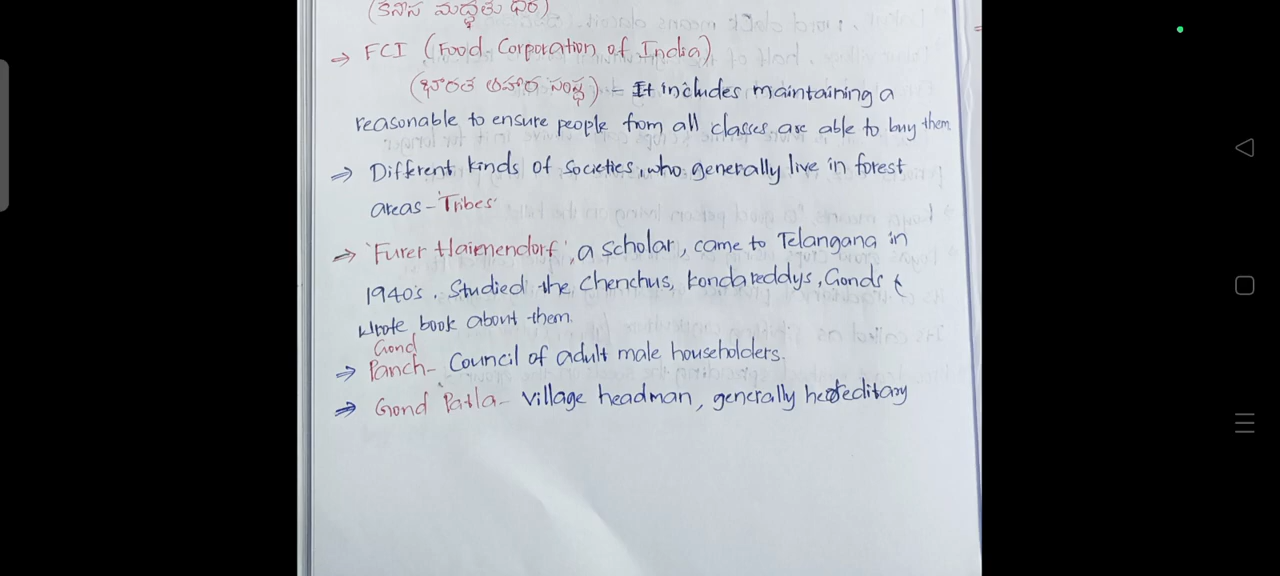 (కనీస మద్దతు ధర)
→ FCI (Food Corporation of India)
(భారత ఆహార సంస్థ) - It includes maintaining a
reasonable to ensure people from all classes are able to buy them
⇒ Different kinds of societies, who generally live in forest
areas - 'Tribes'
⇒ 'Furer Haimendorf', a scholar, came to Telangana in
1940's. Studied the Chenchus, Kondareddys, Gonds &
wrote book about them.
Gond
⇒ Panch - Council of adult male householders.
⇒ Gond Patla - Village headman, generally hereditary